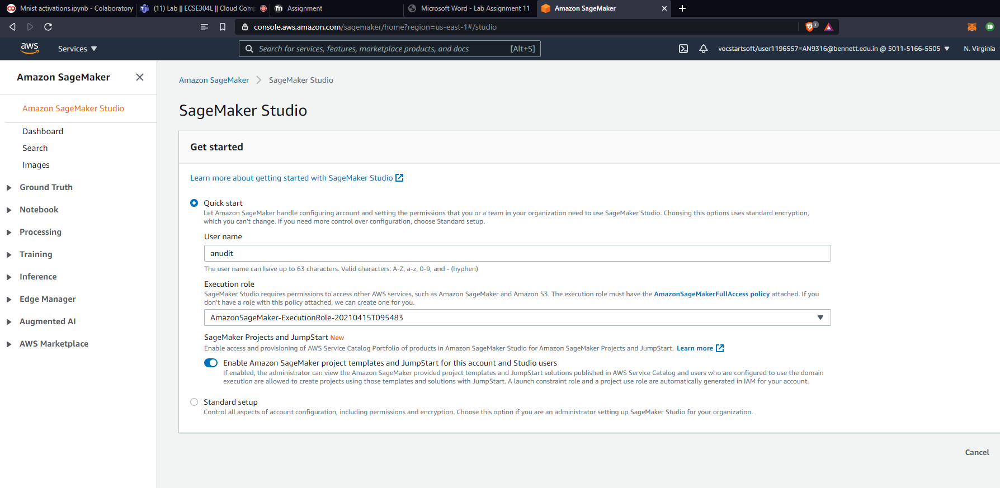 Mnist activations.ipynb - Colaboratory
(11) Lab || ECSE304L || Cloud Comp
Assignment
Microsoft Word - Lab Assignment 11
Amazon SageMaker
console.aws.amazon.com/sagemaker/home?region=us-east-1#/studio
1
aws
Services
Search for services, features, marketplace products, and docs
[Alt+S]
vocstartsoft/user1196557=AN9316@bennett.edu.in @ 5011-5166-5505
N. Virginia
Amazon SageMaker
Amazon SageMaker Studio
Dashboard
Search
Images
Ground Truth
Notebook
Processing
Training
Inference
Edge Manager
Augmented AI
AWS Marketplace
Amazon SageMaker
SageMaker Studio
SageMaker Studio
Get started
Learn more about getting started with SageMaker Studio
Quick start
Let Amazon SageMaker handle configuring account and setting the permissions that you or a team in your organization need to use SageMaker Studio. Choosing this options uses standard encryption,
which you can't change. If you need more control over configuration, choose Standard setup.
User name
anudit
The user name can have up to 63 characters. Valid characters: A-Z, a-z, 0-9, and - (hyphen)
Execution role
SageMaker Studio requires permissions to access other AWS services, such as Amazon SageMaker and Amazon S3. The execution role must have the AmazonSageMakerFullAccess policy attached. If you
don't have a role with this policy attached, we can create one for you.
AmazonSageMaker-ExecutionRole-20210415T095483
SageMaker Projects and JumpStart New
Enable access and provisioning of AWS Service Catalog Portfolio of products in Amazon SageMaker Studio for Amazon SageMaker Projects and JumpStart. Learn more
Enable Amazon SageMaker project templates and JumpStart for this account and Studio users
If enabled, the administrator can view the Amazon SageMaker provided project templates and JumpStart solutions published in AWS Service Catalog and users who are configured to use the domain
execution are allowed to create projects using those templates and solutions with JumpStart. A launch constraint role and a project use role are automatically generated in IAM for your account.
Standard setup
Control all aspects of account configuration, including permissions and encryption. Choose this option if you are an administrator setting up SageMaker Studio for your organization.
Cancel